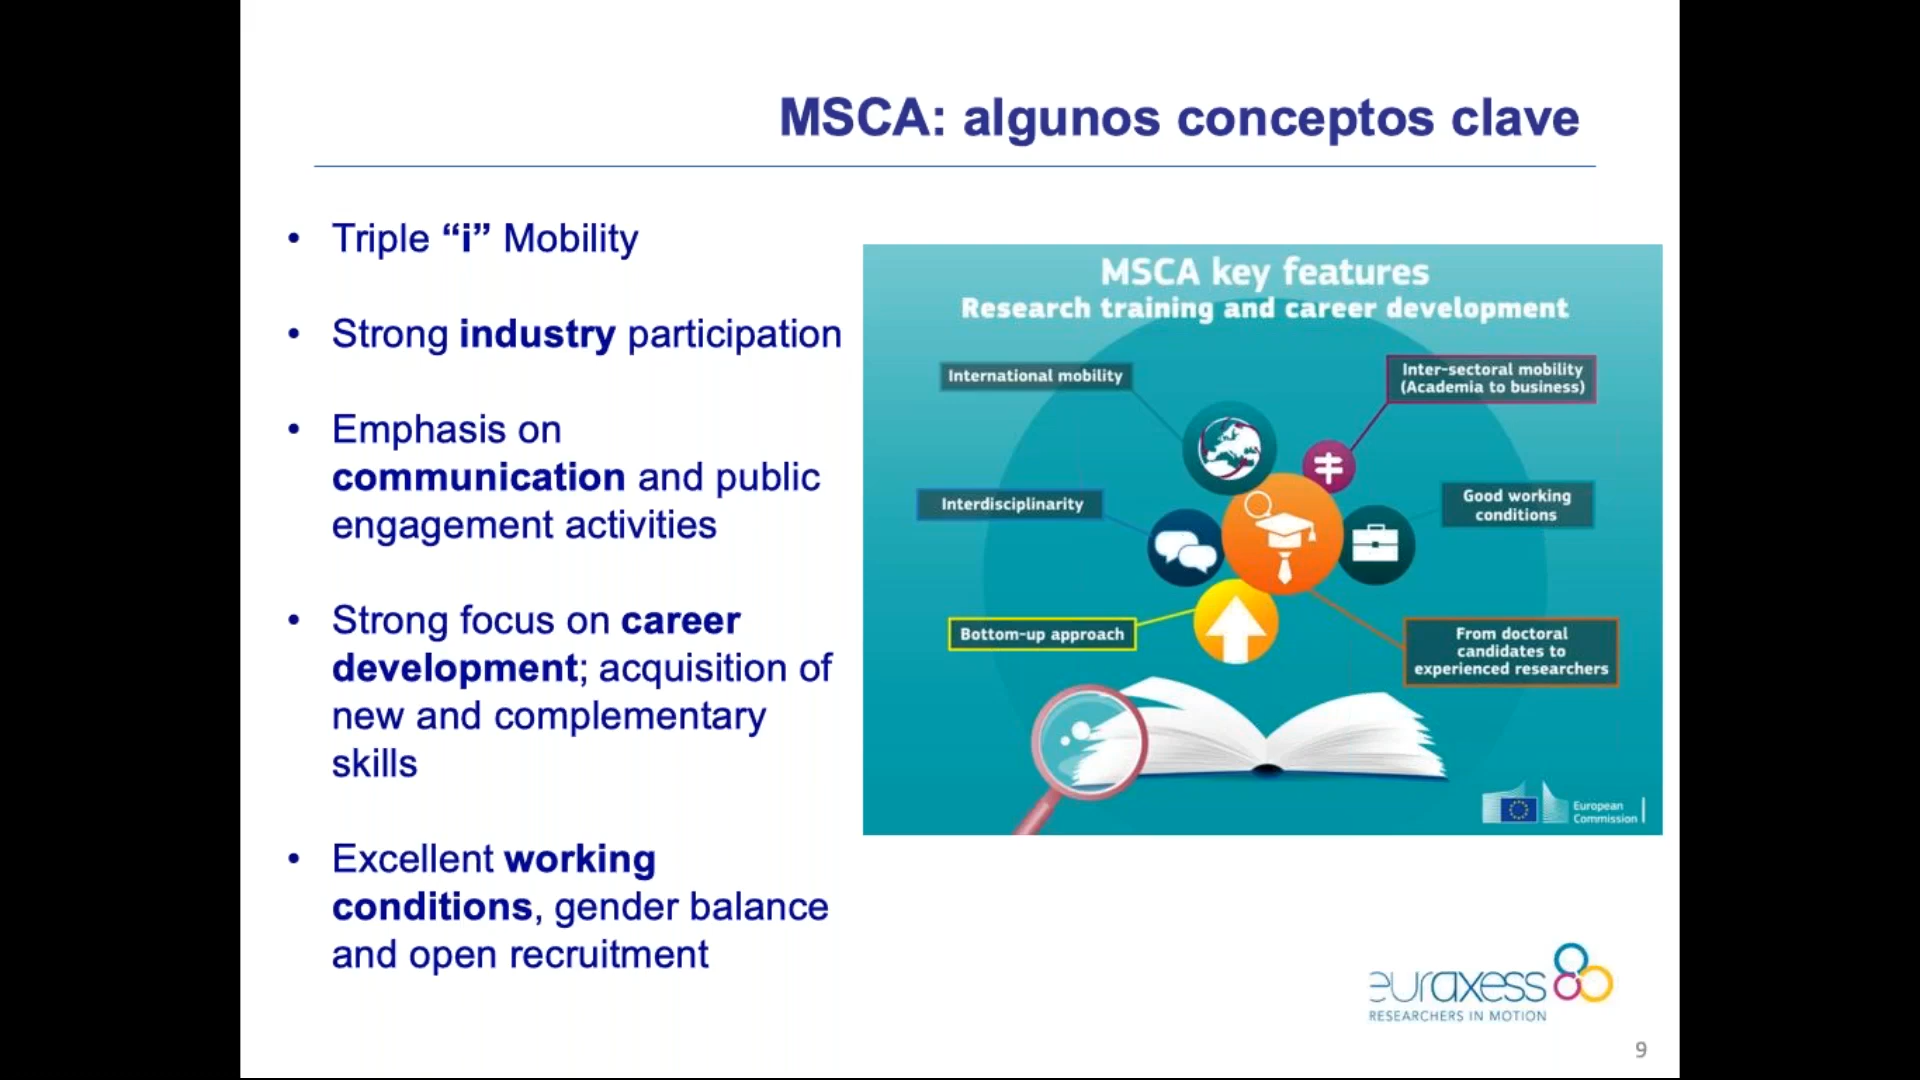 MSCA: algunos conceptos clave
• Triple “i” Mobility
• Strong industry participation
• Emphasis on
communication and public
engagement activities
• Strong focus on career
development; acquisition of
new and complementary
skills
• Excellent working
conditions, gender balance
and open recruitment
MSCA key features
Research training and career development
International mobility
Inter-sectoral mobility
(Academia to business)
Interdisciplinarity
Good working
conditions
Bottom-up approach
From doctoral
candidates to
experienced researchers
European
Commission
euraxess
RESEARCHERS IN MOTION
9